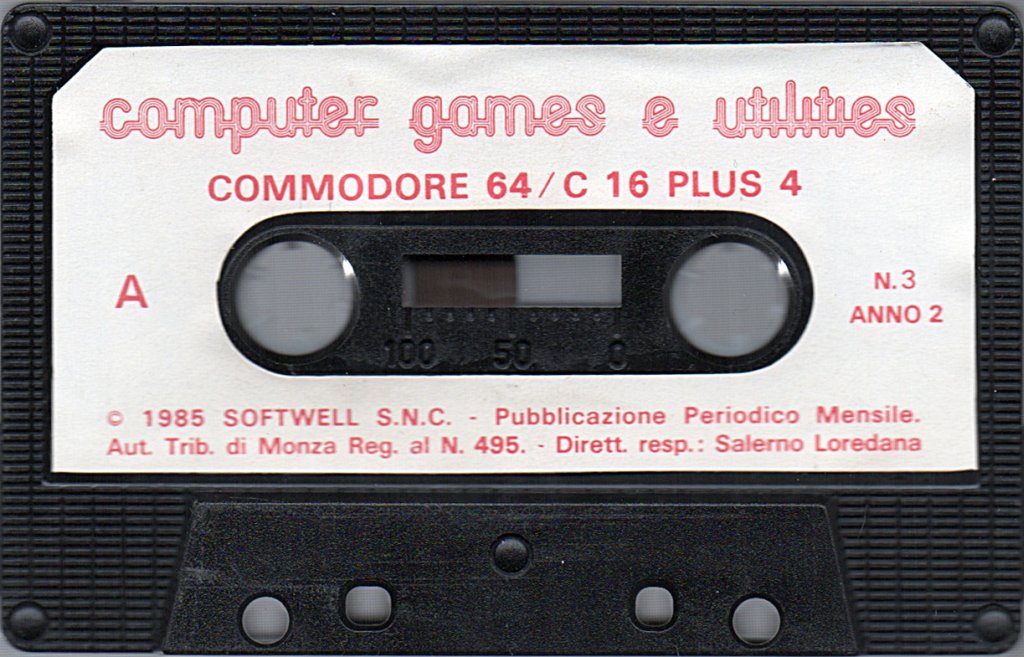 computer games e utilities
COMMODORE 64/C 16 PLUS 4
A
N.3
ANNO 2
100 50 0
© 1985 SOFTWELL S.N.C. - Pubblicazione Periodico Mensile.
Aut. Trib. di Monza Reg. al N. 495. - Dirett. resp.: Salerno Loredana